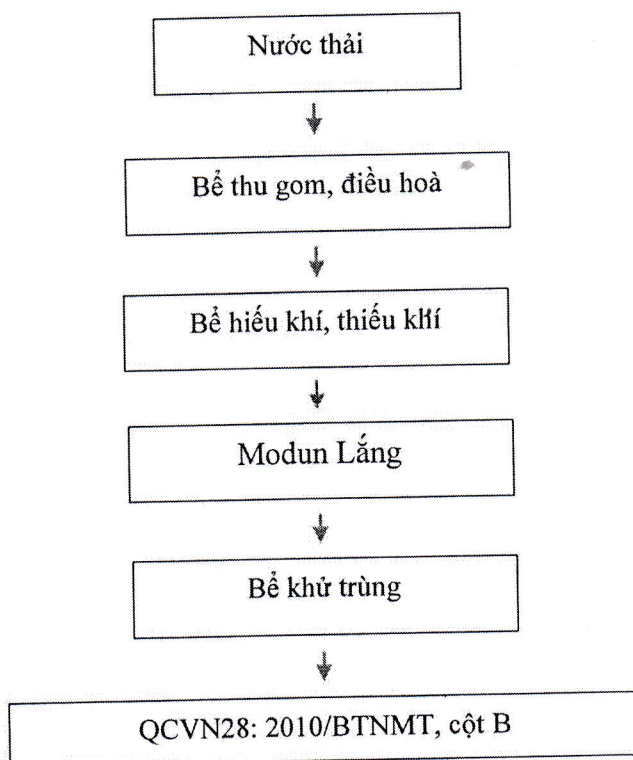 Nước thải
Bể thu gom, điều hoà
Bể hiếu khí, thiếu khí
Modun Lắng
Bể khử trùng
QCVN28: 2010/BTNMT, cột B